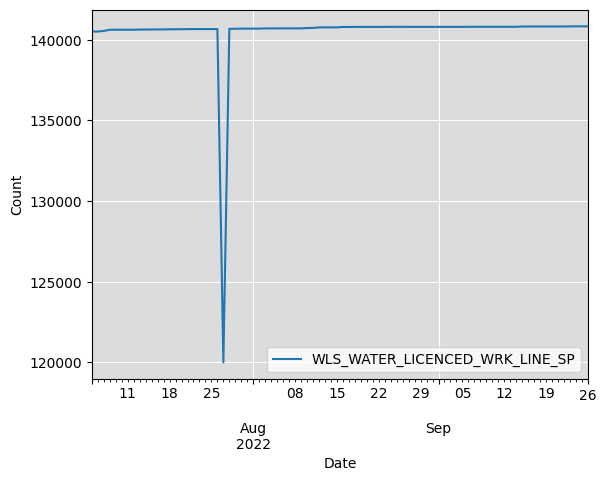 140000
135000
130000
125000
120000
Count
WLS_WATER_LICENCED_WRK_LINE_SP
11 18 25 08 15 22 29 05 12 19 26
Aug Sep
2022
Date